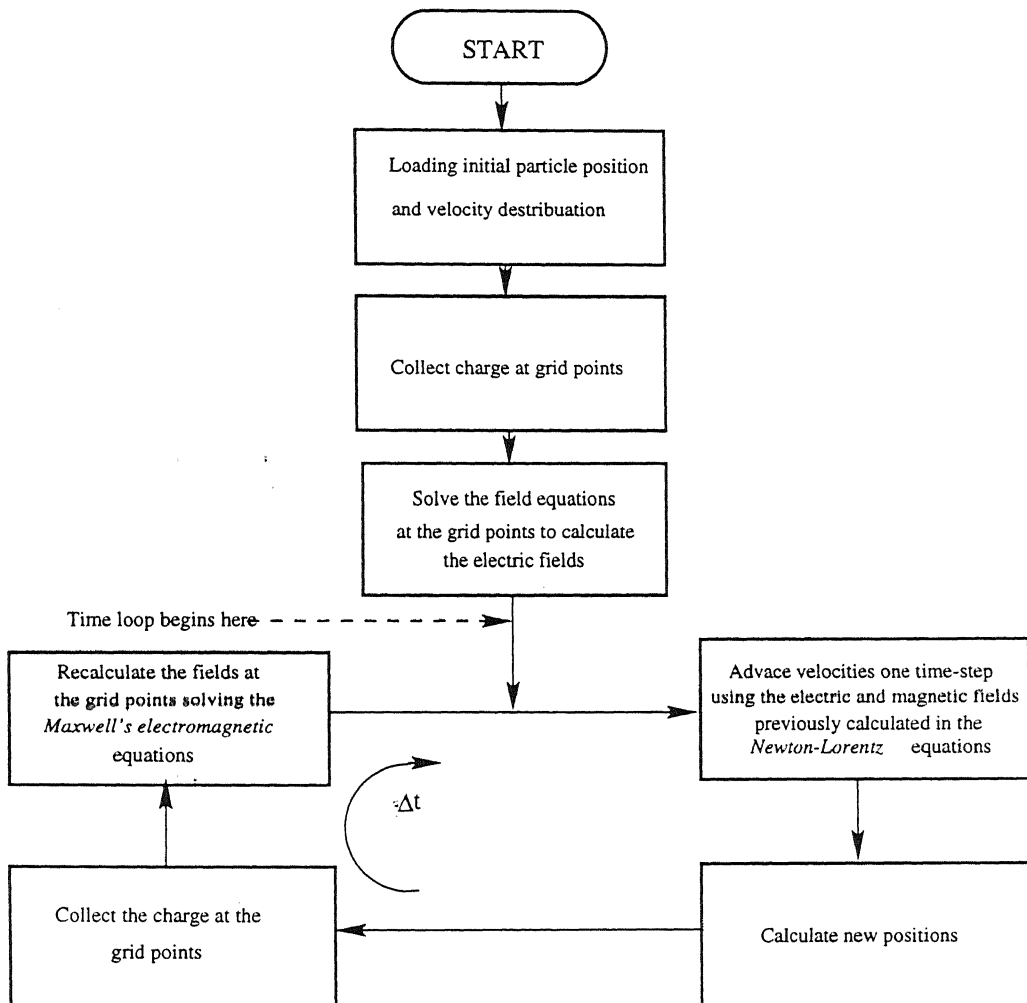 START
Loading initial particle position
and velocity destribuation
Collect charge at grid points
Solve the field equations
at the grid points to calculate
the electric fields
Time loop begins here
Recalculate the fields at
the grid points solving the
Maxwell's electromagnetic
equations
Advace velocities one time-step
using the electric and magnetic fields
previously calculated in the
Newton-Lorentz equations
Δt
Collect the charge at the
grid points
Calculate new positions